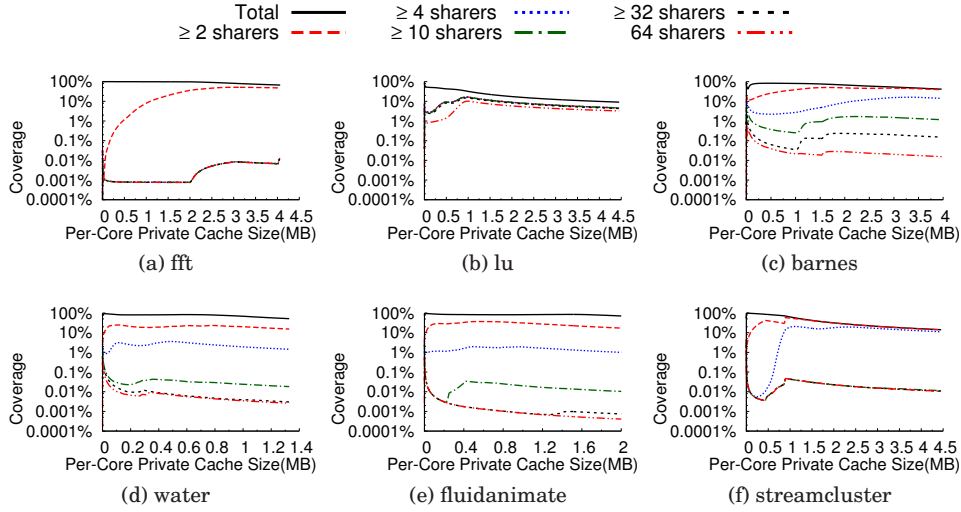 Total ≥ 4 sharers ≥ 32 sharers
≥ 2 sharers ≥ 10 sharers 64 sharers
100%
10%
1%
0.1%
0.01%
0.001%
0.0001%
Coverage
0 0.5 1 1.5 2 2.5 3 3.5 4 4.5
Per-Core Private Cache Size(MB)
(a) fft
100%
10%
1%
0.1%
0.01%
0.001%
0.0001%
Coverage
0 0.5 1 1.5 2 2.5 3 3.5 4 4.5
Per-Core Private Cache Size(MB)
(b) lu
100%
10%
1%
0.1%
0.01%
0.001%
0.0001%
Coverage
0 0.5 1 1.5 2 2.5 3 3.5 4
Per-Core Private Cache Size(MB)
(c) barnes
100%
10%
1%
0.1%
0.01%
0.001%
0.0001%
Coverage
0 0.2 0.4 0.6 0.8 1 1.2 1.4
Per-Core Private Cache Size(MB)
(d) water
100%
10%
1%
0.1%
0.01%
0.001%
0.0001%
Coverage
0 0.4 0.8 1.2 1.6 2
Per-Core Private Cache Size(MB)
(e) fluidanimate
100%
10%
1%
0.1%
0.01%
0.001%
0.0001%
Coverage
0 0.5 1 1.5 2 2.5 3 3.5 4 4.5
Per-Core Private Cache Size(MB)
(f) streamcluster